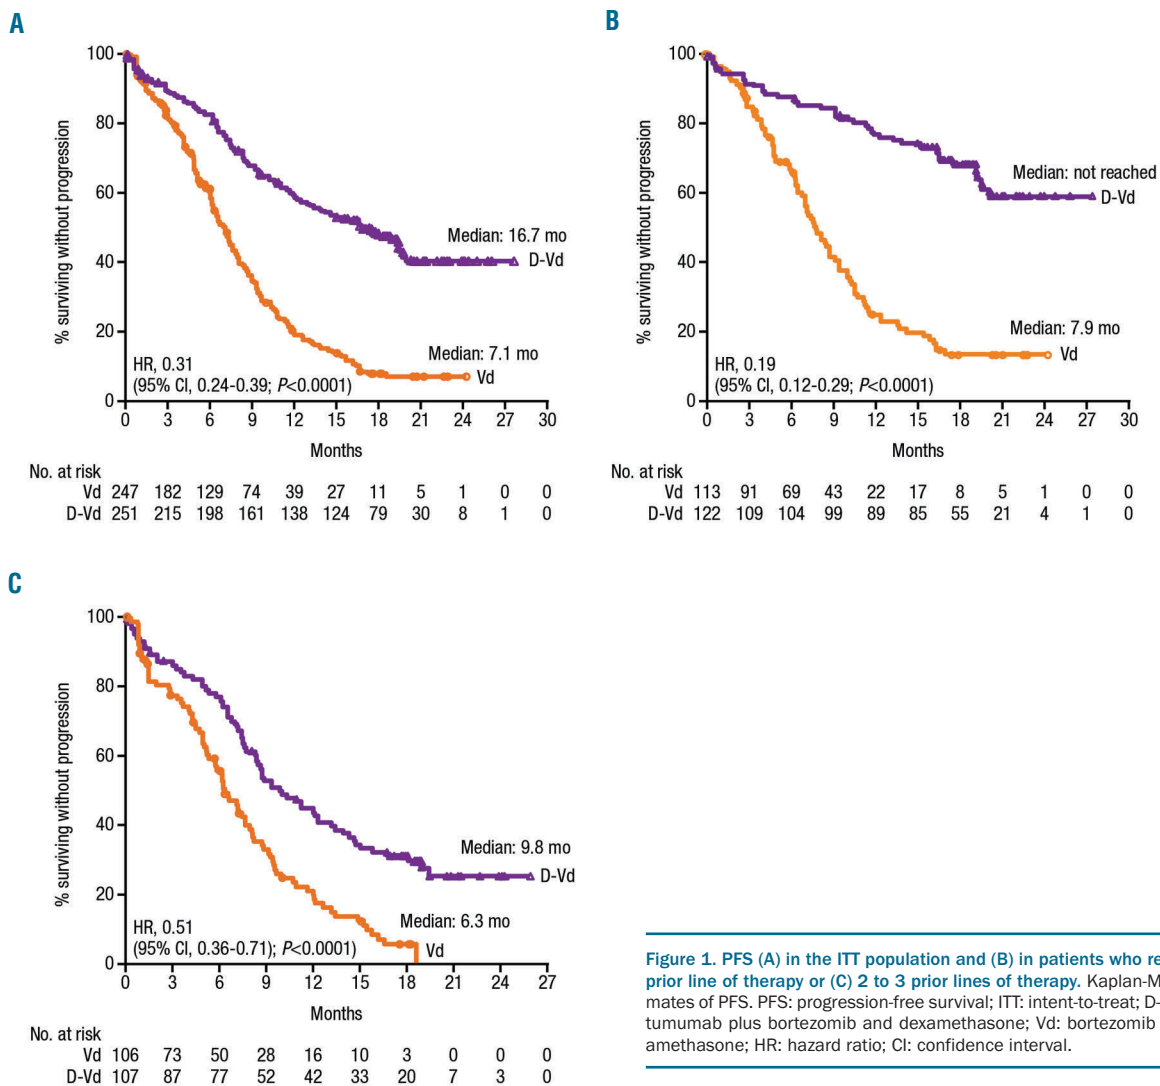 A
100
80
60
40
20
0
% surviving without progression
Median: 16.7 mo
D-Vd
Median: 7.1 mo
Vd
HR, 0.31
(95% CI, 0.24-0.39; P<0.0001)
0 3 6 9 12 15 18 21 24 27 30
Months
No. at risk
Vd 247 182 129 74 39 27 11 5 1 0 0
D-Vd 251 215 198 161 138 124 79 30 8 1 0
B
100
80
60
40
20
0
% surviving without progression
Median: not reached
D-Vd
Median: 7.9 mo
Vd
HR, 0.19
(95% CI, 0.12-0.29; P<0.0001)
0 3 6 9 12 15 18 21 24 27 30
Months
No. at risk
Vd 113 91 69 43 22 17 8 5 1 0 0
D-Vd 122 109 104 99 89 85 55 21 4 1 0
C
100
80
60
40
20
0
% surviving without progression
Median: 9.8 mo
D-Vd
Median: 6.3 mo
Vd
HR, 0.51
(95% CI, 0.36-0.71); P<0.0001)
0 3 6 9 12 15 18 21 24 27
Months
No. at risk
Vd 106 73 50 28 16 10 3 0 0 0
D-Vd 107 87 77 52 42 33 20 7 3 0
Figure 1. PFS (A) in the ITT population and (B) in patients who re
prior line of therapy or (C) 2 to 3 prior lines of therapy. Kaplan-M
mates of PFS. PFS: progression-free survival; ITT: intent-to-treat; D-
tumumab plus bortezomib and dexamethasone; Vd: bortezomib
amethasone; HR: hazard ratio; CI: confidence interval.